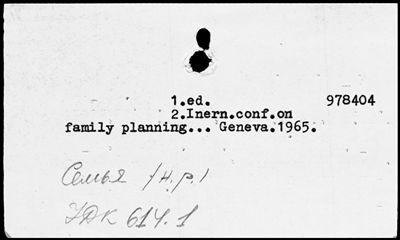 1.ed. 978404
2.Inern.conf.on
family planning... Geneva.1965.
Семья /н.р.1
УДК 614.1